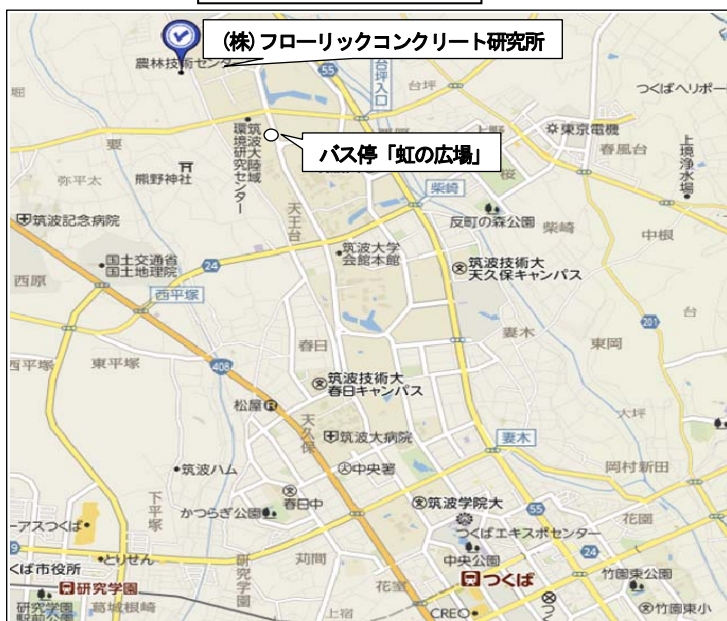 (株)フローリックコンクリート研究所
農林技術センター
台坪入口
55
台坪
つくばヘリポー
堀
要
筑波大陸域
環境研究センター
バス停「虹の広場」
上野
東京電機
春風台
上境浄水場
弥平太
熊野神社
柴崎
桜
反町の森公園
柴崎
中根
筑波記念病院
天王台
国土交通省
国土地理院
24
筑波大学
会館本館
筑波技術大
天久保キャンパス
西原
西平塚
台
201
妻木
東岡
西平塚
東平塚
春日
408
筑波技術大
春日キャンパス
松屋
天久保
大坪
筑波大病院
妻木
筑波ハム
中央署
岡村新田
下平塚
春日中
かつらぎ公園
筑波学院大
55
花園
ーアスつくば
つくばエキスポセンター
とりせん
研究学園
苅間
中央公園
24
くば市役所
研究学園
花室
つくば
竹園東公園
研究学園
駅前公園
葛城根崎
上宿
CREO
つく
竹園東小